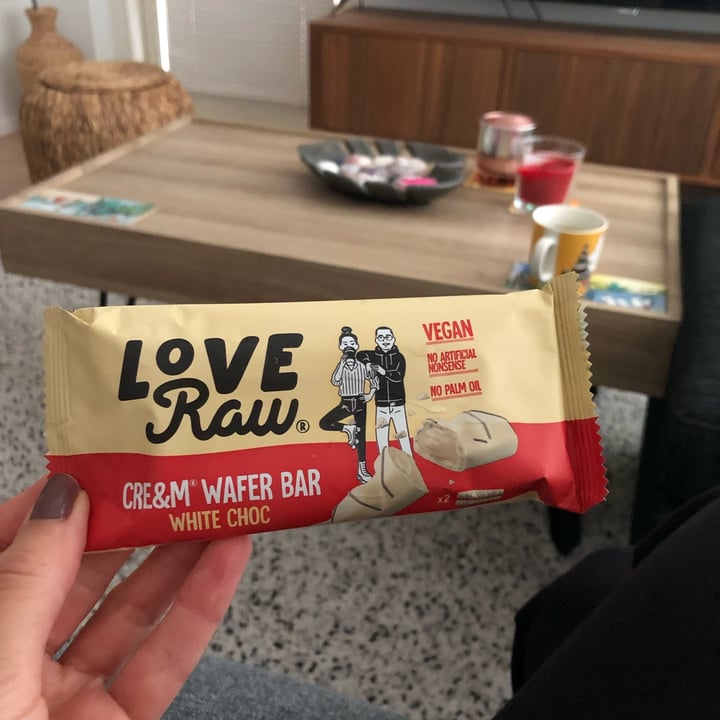 LOVE
Raw®
CRE&M® WAFER BAR
WHITE CHOC
VEGAN
NO ARTIFICIAL
NONSENSE
NO PALM OIL
x2